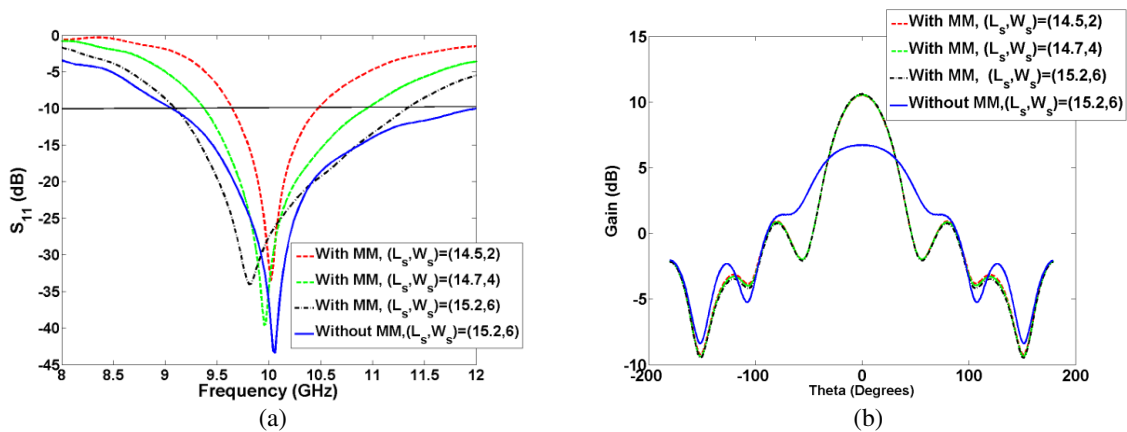 0
-5
-10
-15
-20
-25
-30
-35
-40
-45
S11 (dB)
8 8.5 9 9.5 10 10.5 11 11.5 12
Frequency (GHz)
With MM, (Ls,Ws)=(14.5,2)
With MM, (Ls,Ws)=(14.7,4)
With MM, (Ls,Ws)=(15.2,6)
Without MM,(Ls,Ws)=(15.2,6)
(a)
With MM, (Ls,Ws)=(14.5,2)
With MM, (Ls,Ws)=(14.7,4)
With MM, (Ls,Ws)=(15.2,6)
Without MM,(Ls,Ws)=(15.2,6)
15
10
5
0
-5
-10
Gain (dB)
-200 -100 0 100 200
Theta (Degrees)
(b)